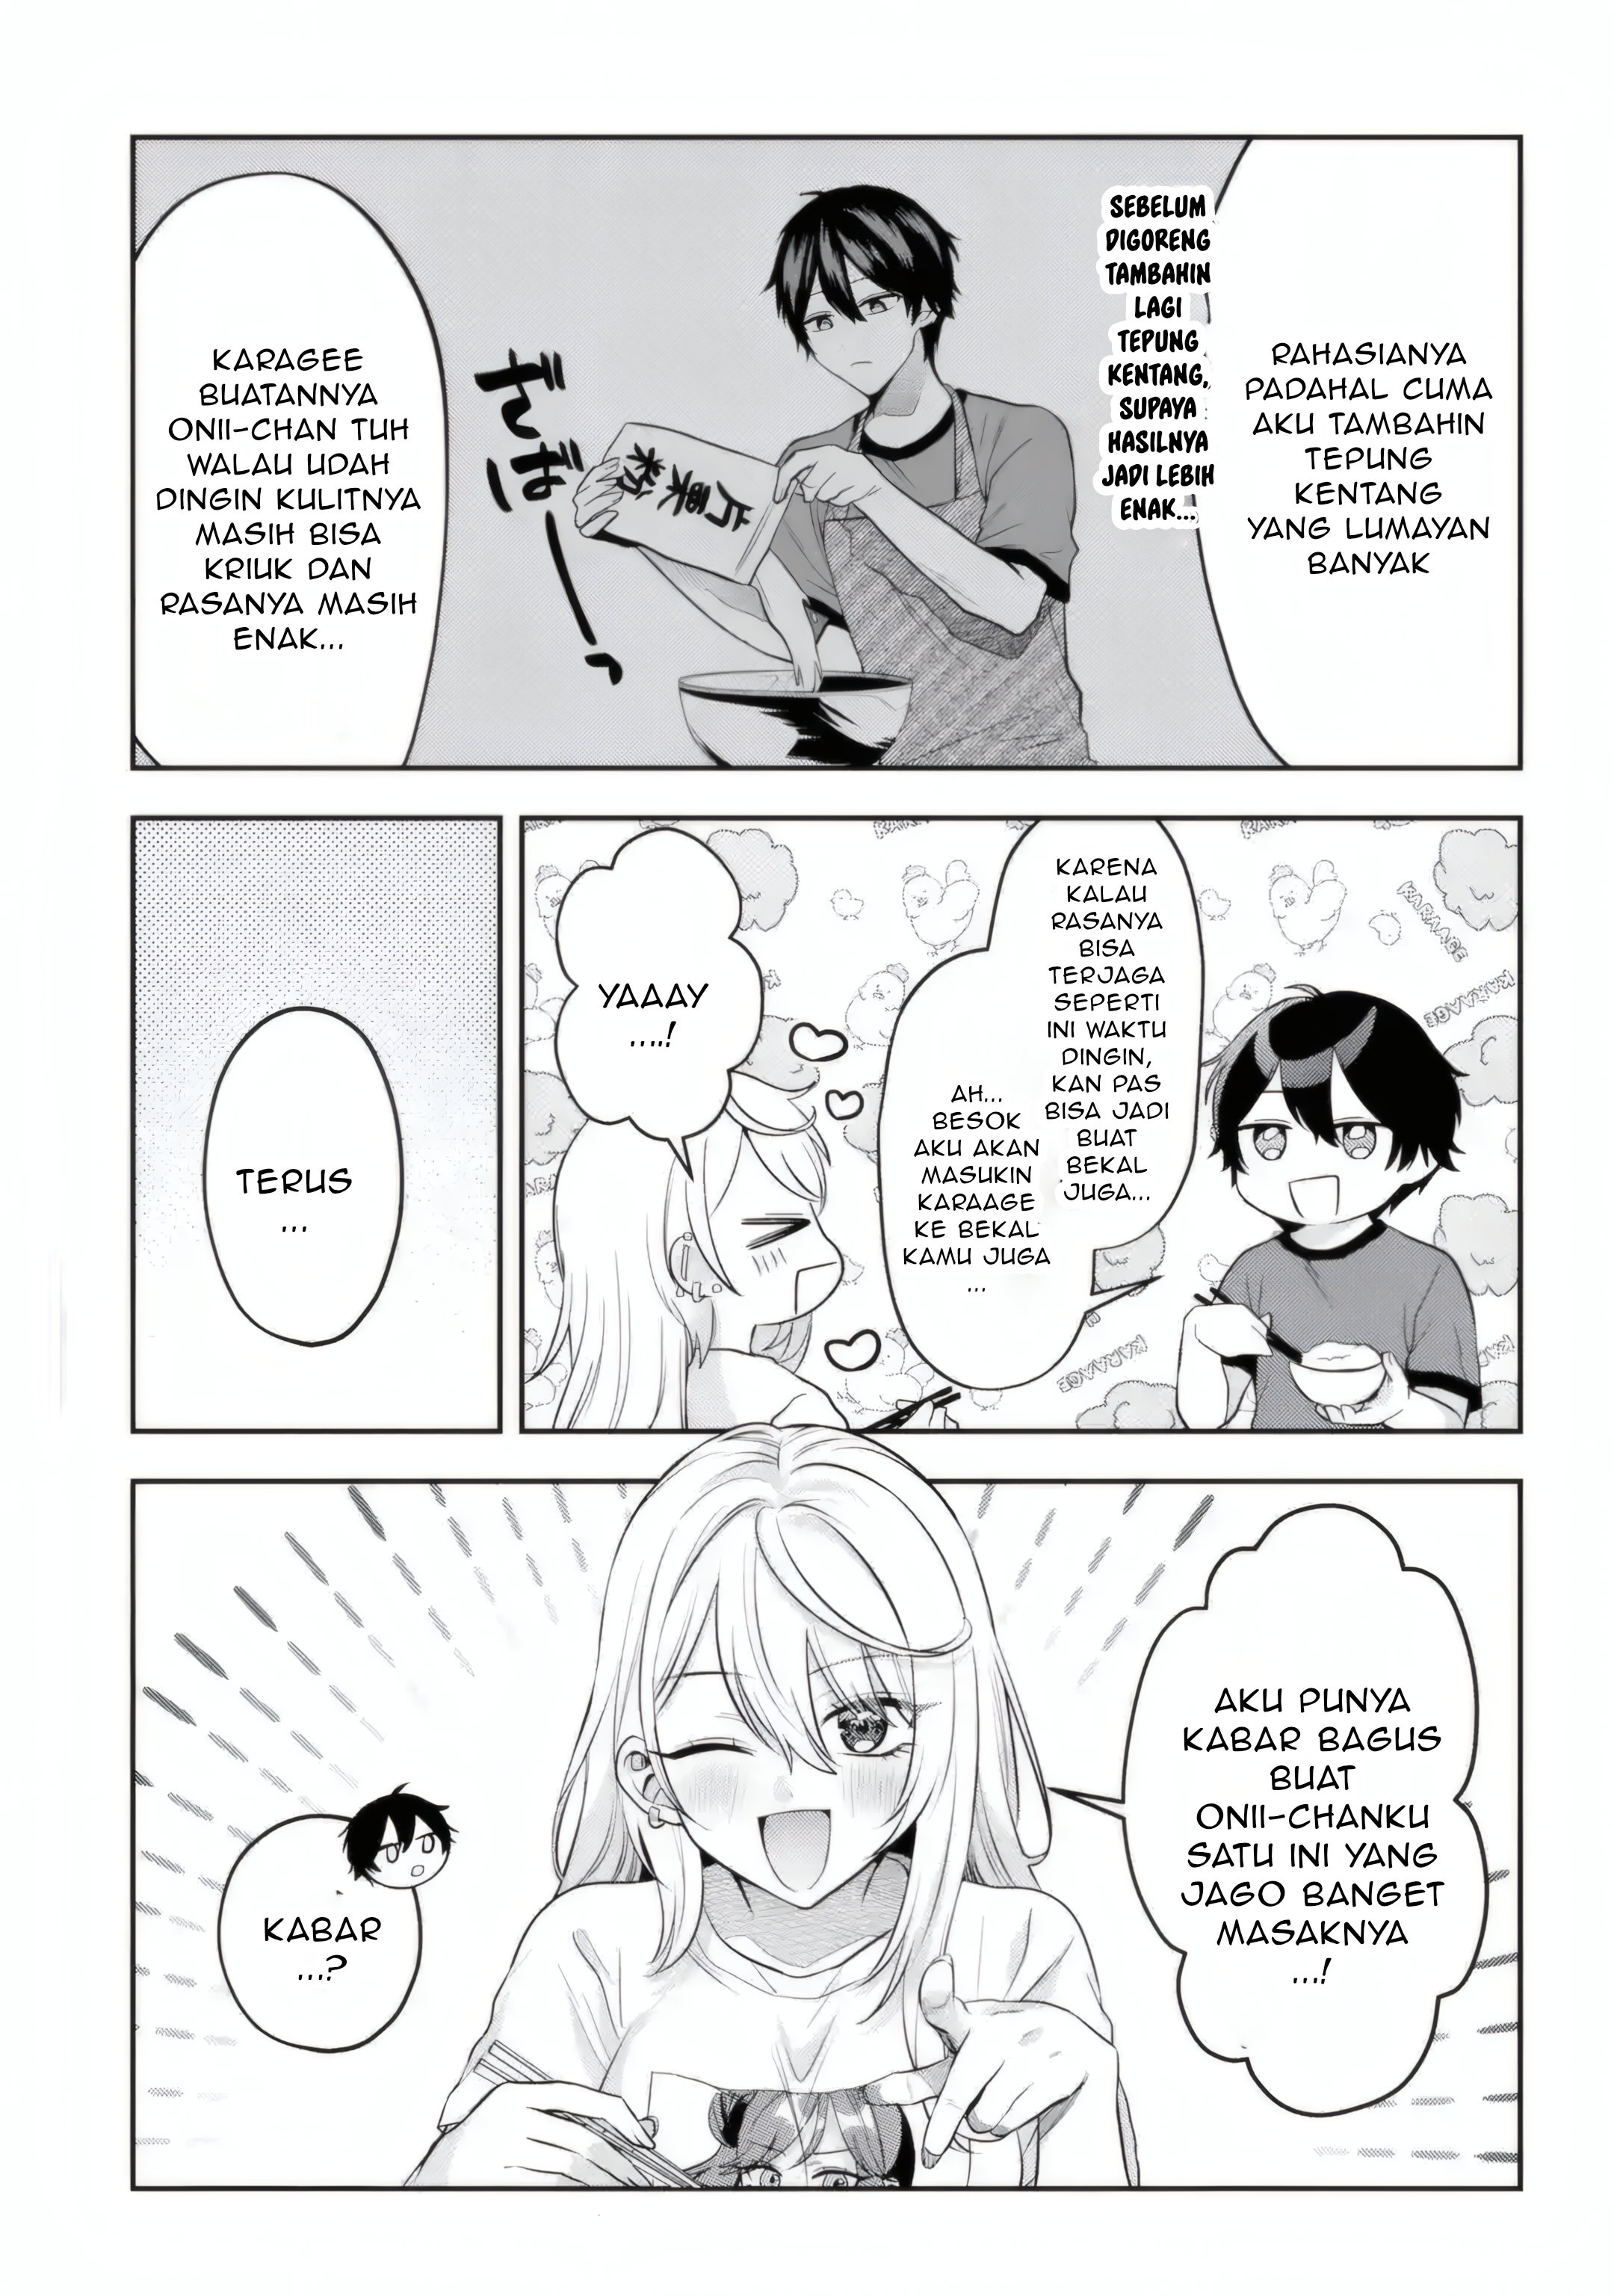 RAHASIANYA
PADAHAL CUMA
AKU TAMBAHIN
TEPUNG
KENTANG
YANG LUMAYAN
BANYAK
SEBELUM
DIGORENG
TAMBAHIN
LAGI
TEPUNG
KENTANG,
SUPAYA
HASILNYA
JADI LEBIH
ENAK...
片栗粉
ざばーっ
KARAGEE
BUATANNYA
ONII-CHAN TUH
WALAU UDAH
DINGIN KULITNYA
MASIH BISA
KRIUK DAN
RASANYA MASIH
ENAK...
KARENA
KALAU
RASANYA
BISA
TERJAGA
SEPERTI
INI WAKTU
DINGIN,
KAN PAS
BISA JADI
BUAT
BEKAL
JUGA...
AH...
BESOK
AKU AKAN
MASUKIN
KARAAGE
KE BEKAL
KAMU JUGA
...
YAAAY
....!
KARAAGE
KARAAGE
KARAAGE
TERUS
...
AKU PUNYA
KABAR BAGUS
BUAT
ONII-CHANKU
SATU INI YANG
JAGO BANGET
MASAKNYA
...!
KABAR
...?